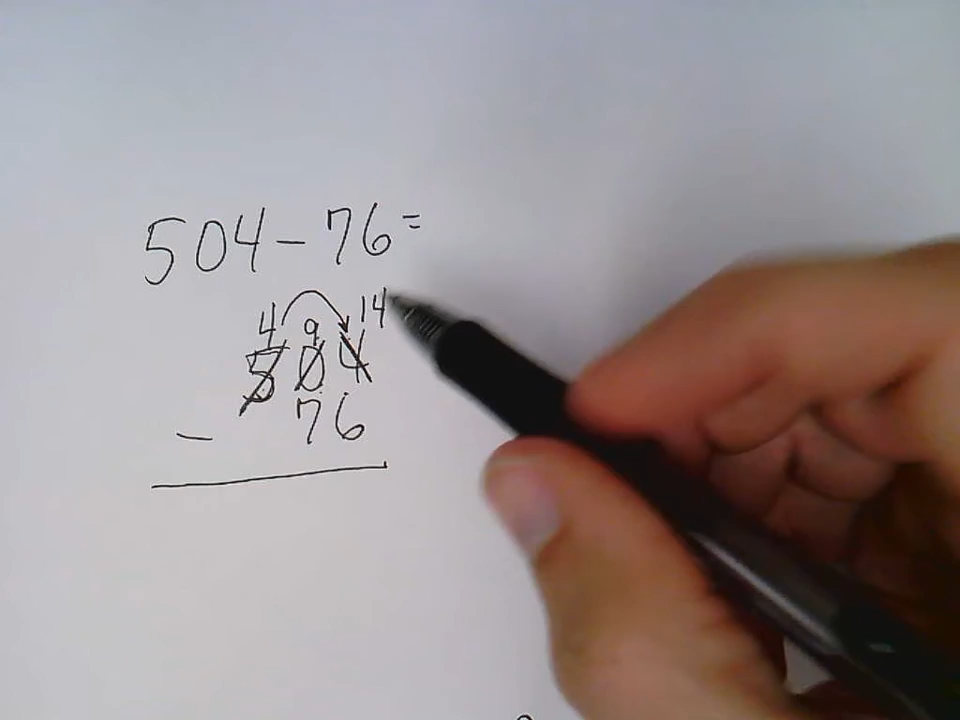 504 - 76 =
4 9 14
504
- 76